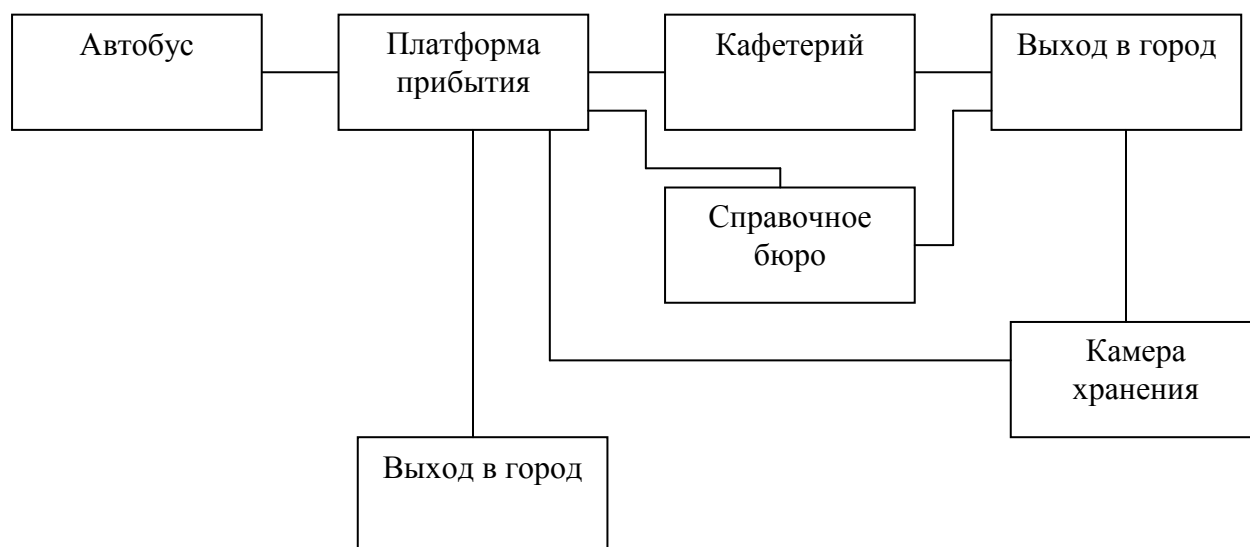 Автобус
Платформа
прибытия
Кафетерий
Выход в город
Справочное
бюро
Камера
хранения
Выход в город